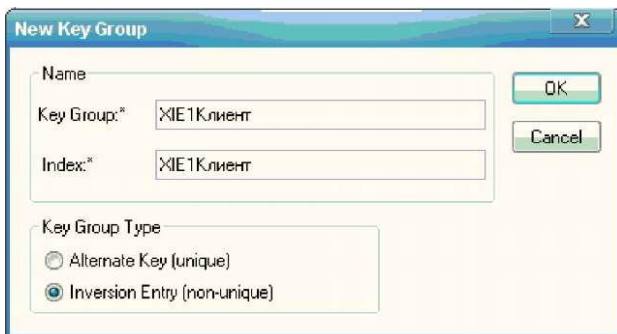 New Key Group
Name
Key Group:* XIE1Клиент
OK
Index:* XIE1Клиент
Cancel
Key Group Type
Alternate Key (unique)
Inversion Entry (non-unique)